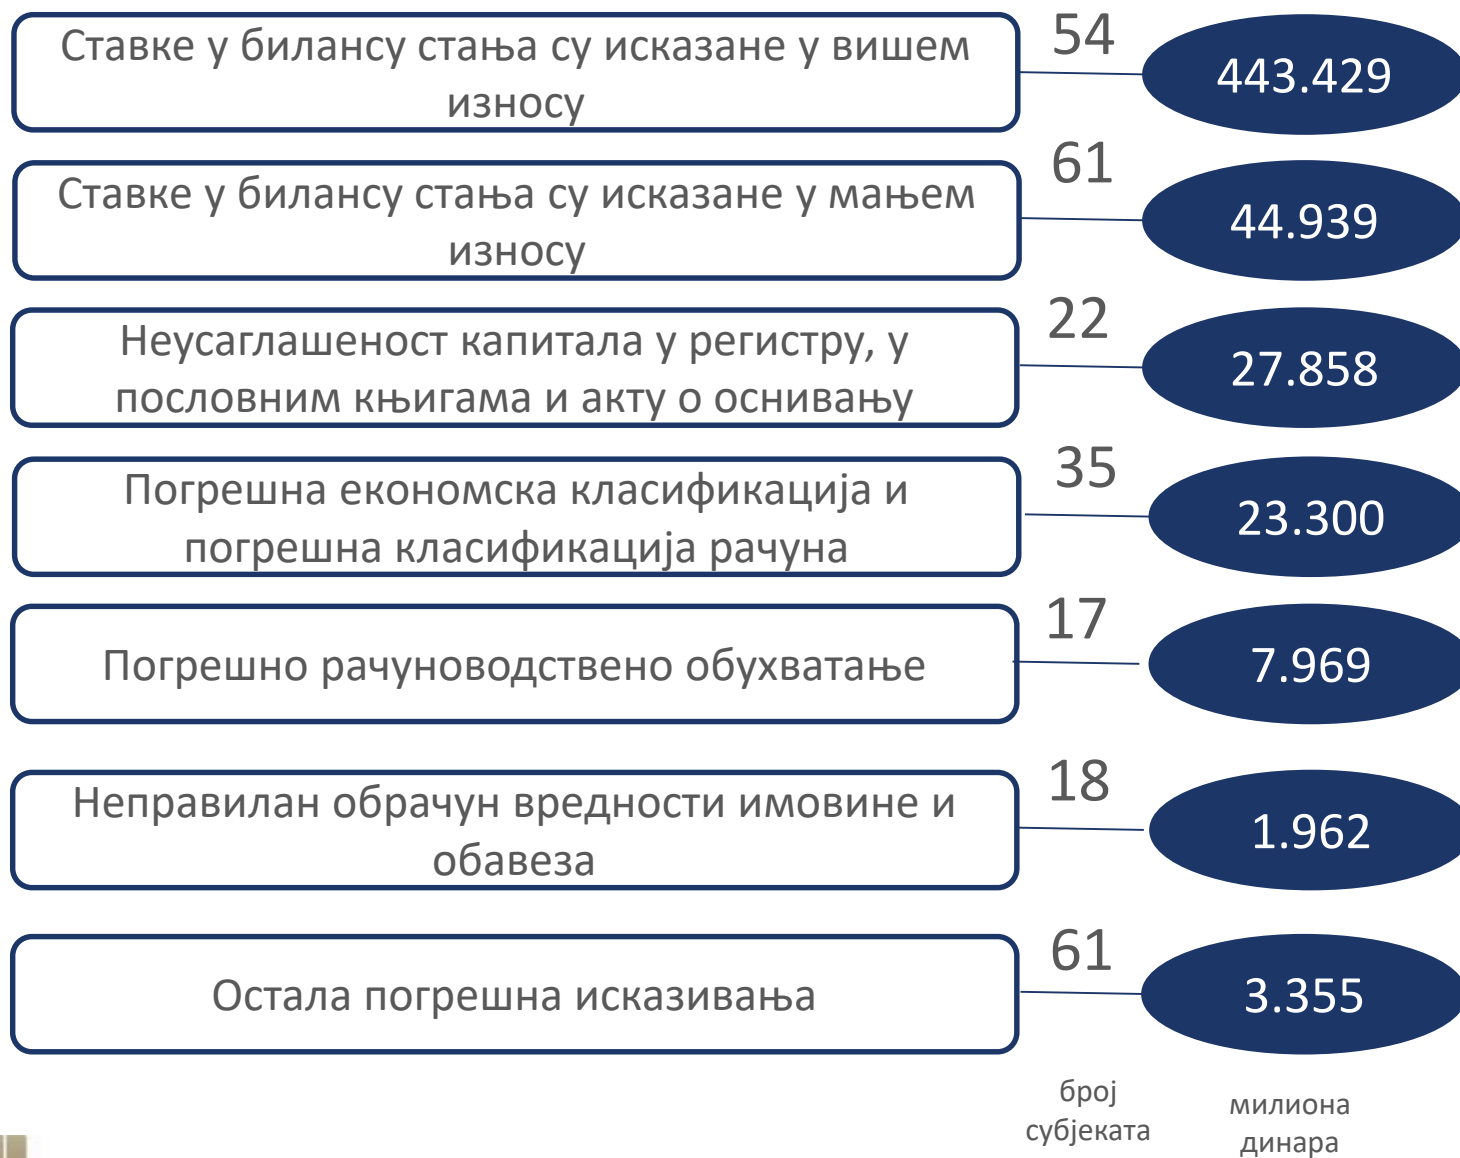 Ставке у билансу стања су исказане у вишем
износу
54
443.429
Ставке у билансу стања су исказане у мањем
износу
61
44.939
Неусаглашеност капитала у регистру, у
пословним књигама и акту о оснивању
22
27.858
Погрешна економска класификација и
погрешна класификација рачуна
35
23.300
Погрешно рачуноводствено обухватање
17
7.969
Неправилан обрачун вредности имовине и
обавеза
18
1.962
Остала погрешна исказивања
61
3.355
број
субјеката
милиона
динара